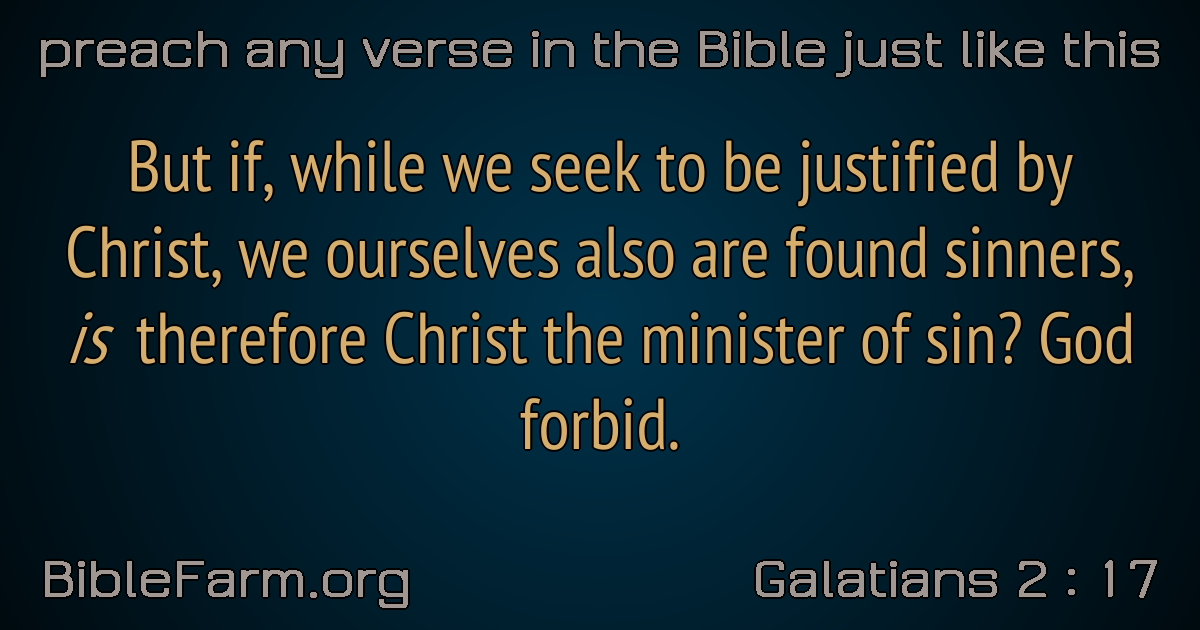 preach any verse in the Bible just like this
But if, while we seek to be justified by
Christ, we ourselves also are found sinners,
is therefore Christ the minister of sin? God
forbid.
BibleFarm.org
Galatians 2 : 17